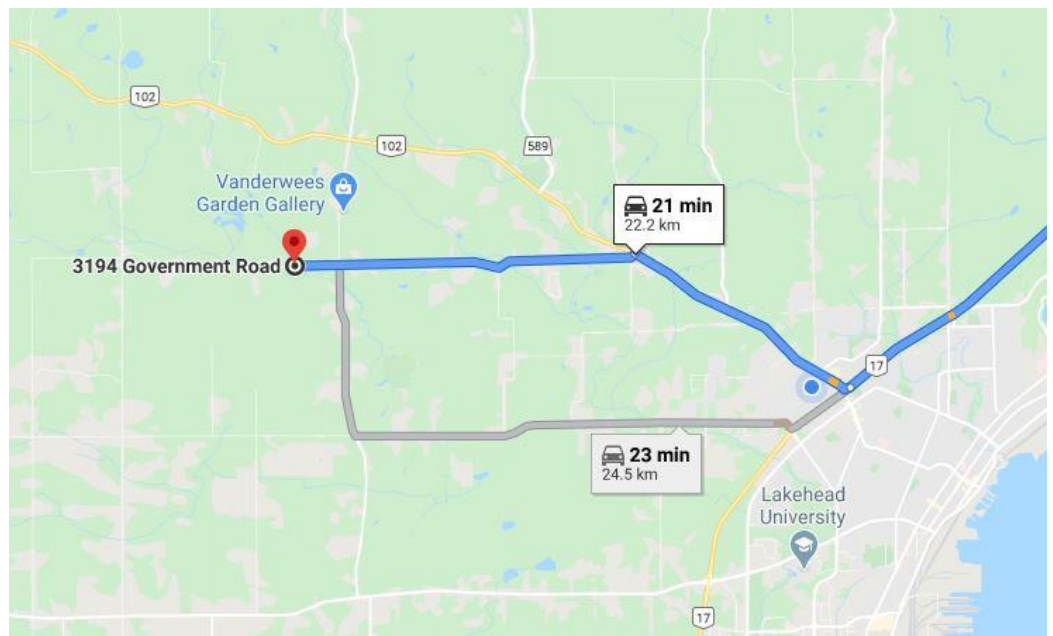 102
102
589
Vanderwees
Garden Gallery
21 min
22.2 km
3194 Government Road
17
23 min
24.5 km
Lakehead
University
17